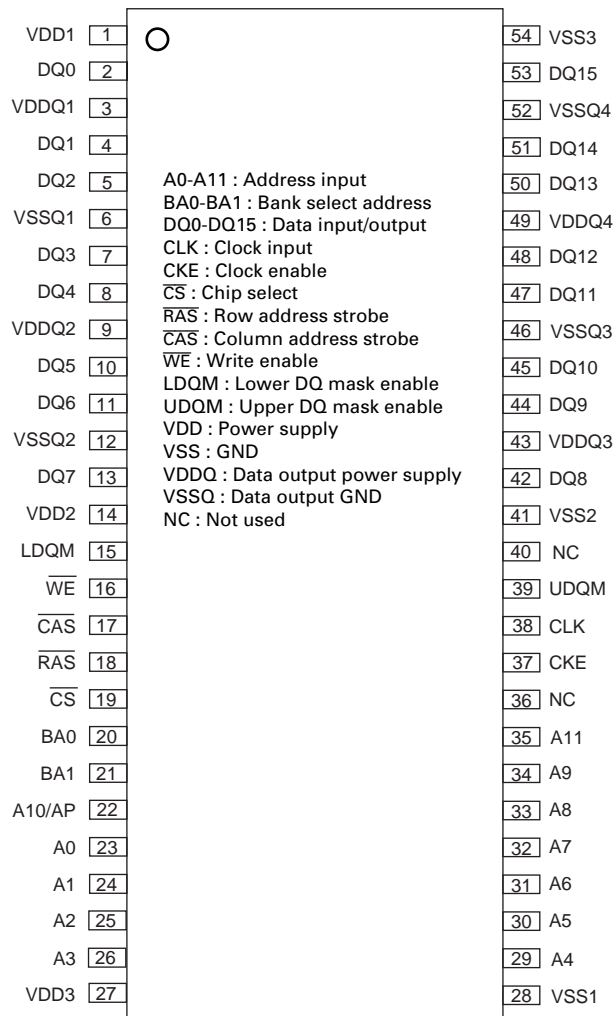 VDD1 1
DQ0 2
VDDQ1 3
DQ1 4
DQ2 5
VSSQ1 6
DQ3 7
DQ4 8
VDDQ2 9
DQ5 10
DQ6 11
VSSQ2 12
DQ7 13
VDD2 14
LDQM 15
W̅E̅ 16
C̅A̅S̅ 17
R̅A̅S̅ 18
C̅S̅ 19
BA0 20
BA1 21
A10/AP 22
A0 23
A1 24
A2 25
A3 26
VDD3 27
A0-A11 : Address input
BA0-BA1 : Bank select address
DQ0-DQ15 : Data input/output
CLK : Clock input
CKE : Clock enable
C̅S̅ : Chip select
R̅A̅S̅ : Row address strobe
C̅A̅S̅ : Column address strobe
W̅E̅ : Write enable
LDQM : Lower DQ mask enable
UDQM : Upper DQ mask enable
VDD : Power supply
VSS : GND
VDDQ : Data output power supply
VSSQ : Data output GND
NC : Not used
54 VSS3
53 DQ15
52 VSSQ4
51 DQ14
50 DQ13
49 VDDQ4
48 DQ12
47 DQ11
46 VSSQ3
45 DQ10
44 DQ9
43 VDDQ3
42 DQ8
41 VSS2
40 NC
39 UDQM
38 CLK
37 CKE
36 NC
35 A11
34 A9
33 A8
32 A7
31 A6
30 A5
29 A4
28 VSS1